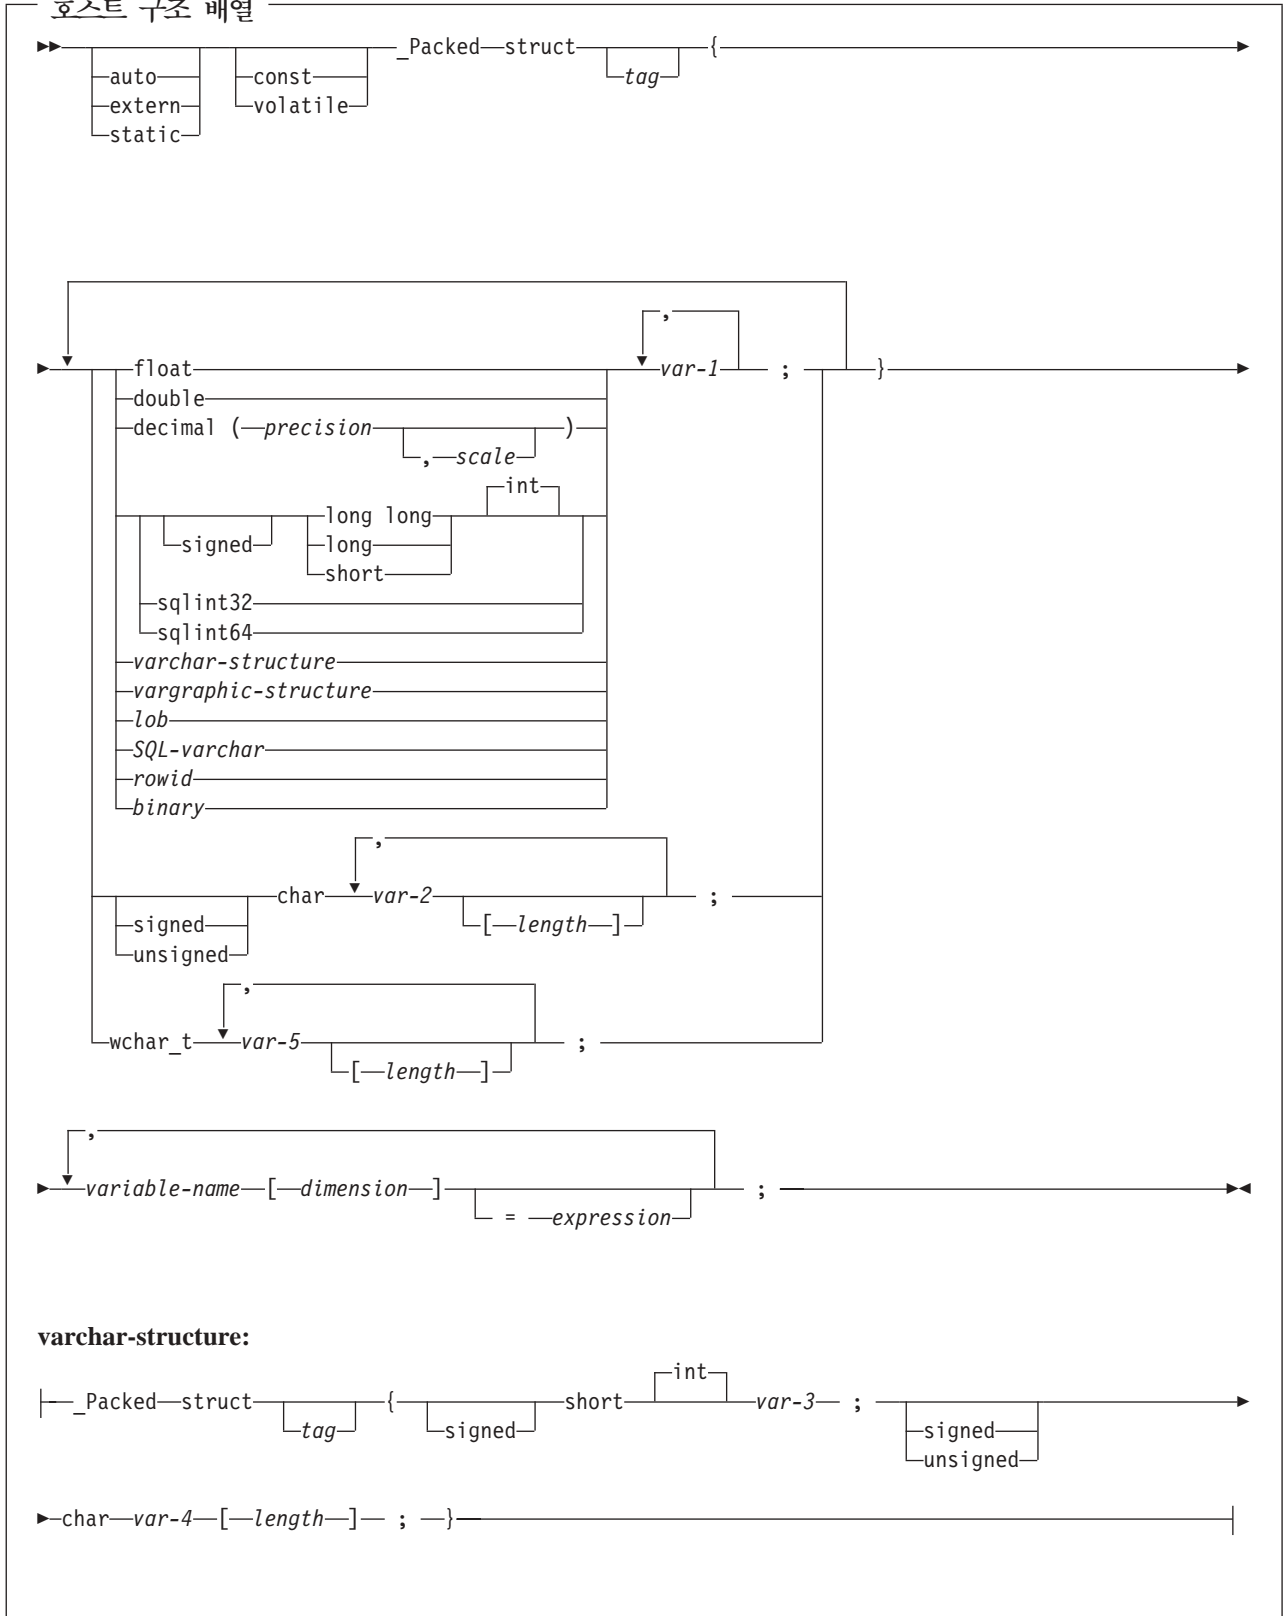 호스트 구조 배열
_Packed struct {
tag
auto const
extern volatile
static
,
float var-1 ; }
double
decimal ( precision )
, scale
int
long long
signed long
short
sqlint32
sqlint64
varchar-structure
vargraphic-structure
lob
SQL-varchar
rowid
binary
,
char var-2 ;
signed [ length ]
unsigned
,
wchar_t var-5 ;
[ length ]
,
variable-name [ dimension ] ;
= expression
varchar-structure:
int
_Packed struct { short var-3 ;
tag signed signed
unsigned
char var-4 [ length ] ; }